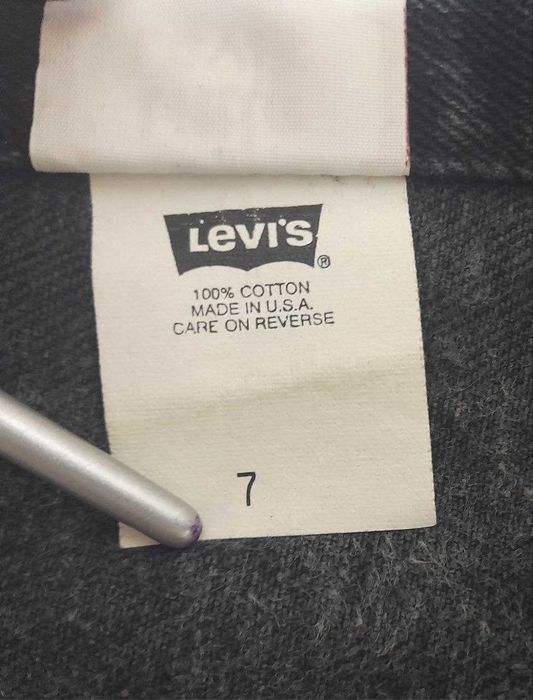 Levi's ®
100% COTTON
MADE IN U.S.A.
CARE ON REVERSE
7